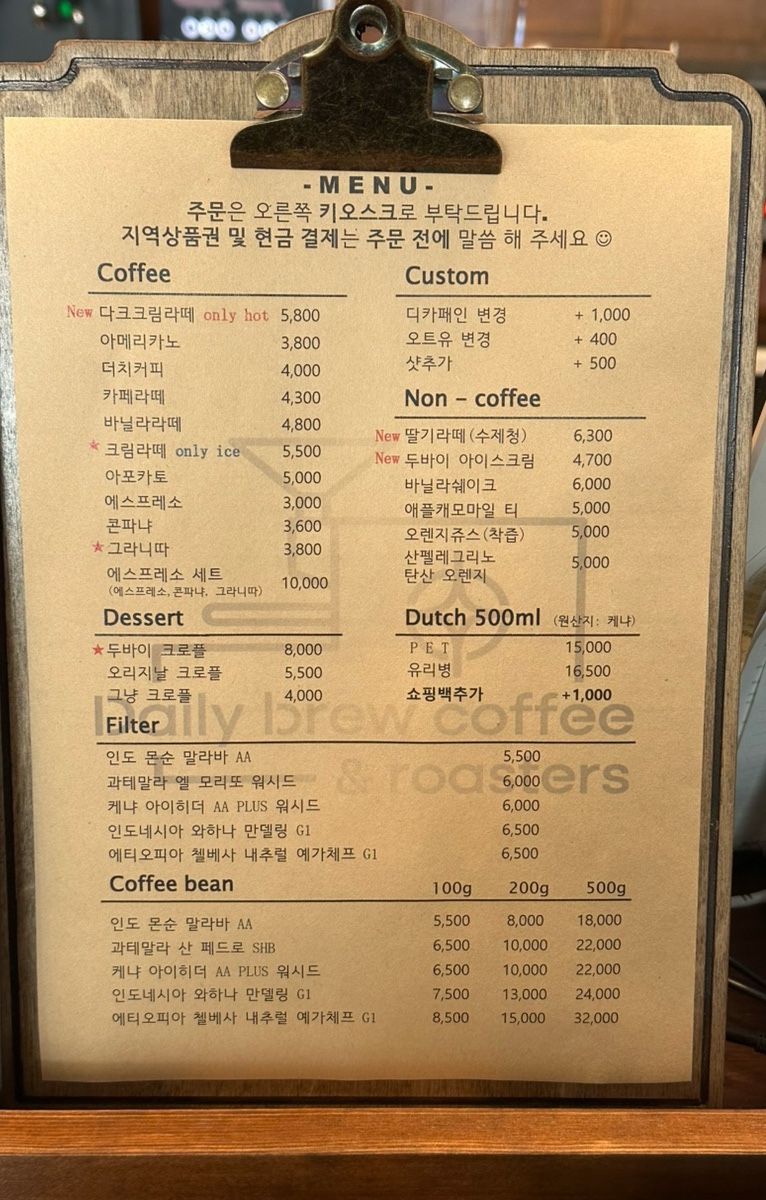 -MENU-
주문은 오른쪽 키오스크로 부탁드립니다.
지역상품권 및 현금 결제는 주문 전에 말씀 해 주세요 ☺
Coffee
New 다크크림라떼 only hot 5,800
아메리카노 3,800
더치커피 4,000
카페라떼 4,300
바닐라라떼 4,800
★ 크림라떼 only ice 5,500
아포카토 5,000
에스프레소 3,000
콘파냐 3,600
★ 그라니따 3,800
에스프레소 세트 10,000
(에스프레소,콘파냐, 그라니따)
Custom
디카페인 변경 + 1,000
오트유 변경 + 400
샷추가 + 500
Non - coffee
New 딸기라떼(수제청) 6,300
New 두바이 아이스크림 4,700
바닐라쉐이크 6,000
애플캐모마일 티 5,000
오렌지쥬스(착즙) 5,000
산펠레그리노 5,000
탄산 오렌지
Dessert
★ 두바이 크로플 8,000
오리지날 크로플 5,500
그냥 크로플 4,000
Dutch 500ml (원산지: 케냐)
PET 15,000
유리병 16,500
쇼핑백추가 +1,000
Daily brew coffee
& roasters
Filter
인도 몬순 말라바 AA 5,500
과테말라 엘 모리또 워시드 6,000
케냐 아이히더 AA PLUS 워시드 6,000
인도네시아 와하나 만델링 G1 6,500
에티오피아 첼베사 내추럴 예가체프 G1 6,500
Coffee bean 100g 200g 500g
인도 몬순 말라바 AA 5,500 8,000 18,000
과테말라 산 페드로 SHB 6,500 10,000 22,000
케냐 아이히더 AA PLUS 워시드 6,500 10,000 22,000
인도네시아 와하나 만델링 G1 7,500 13,000 24,000
에티오피아 첼베사 내추럴 예가체프 G1 8,500 15,000 32,000